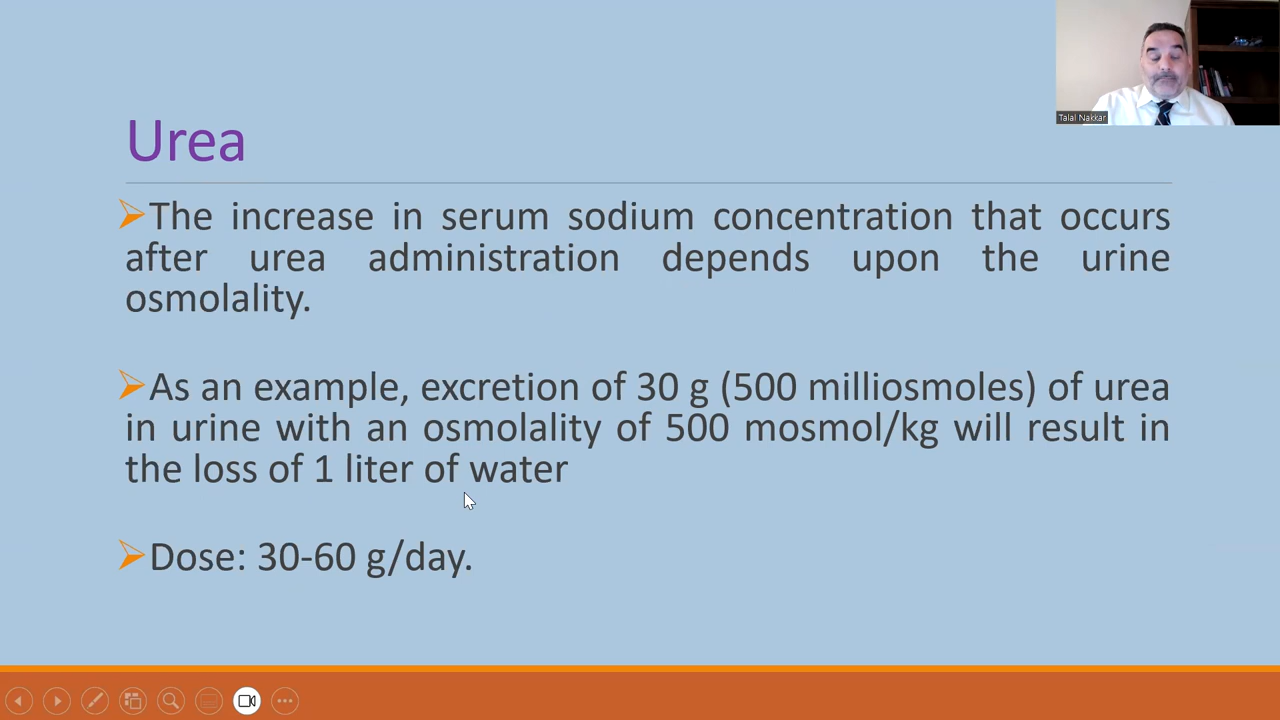 Talal Nakkar
Urea
The increase in serum sodium concentration that occurs
after urea administration depends upon the urine
osmolality.
As an example, excretion of 30 g (500 milliosmoles) of urea
in urine with an osmolality of 500 mosmol/kg will result in
the loss of 1 liter of water
Dose: 30-60 g/day.